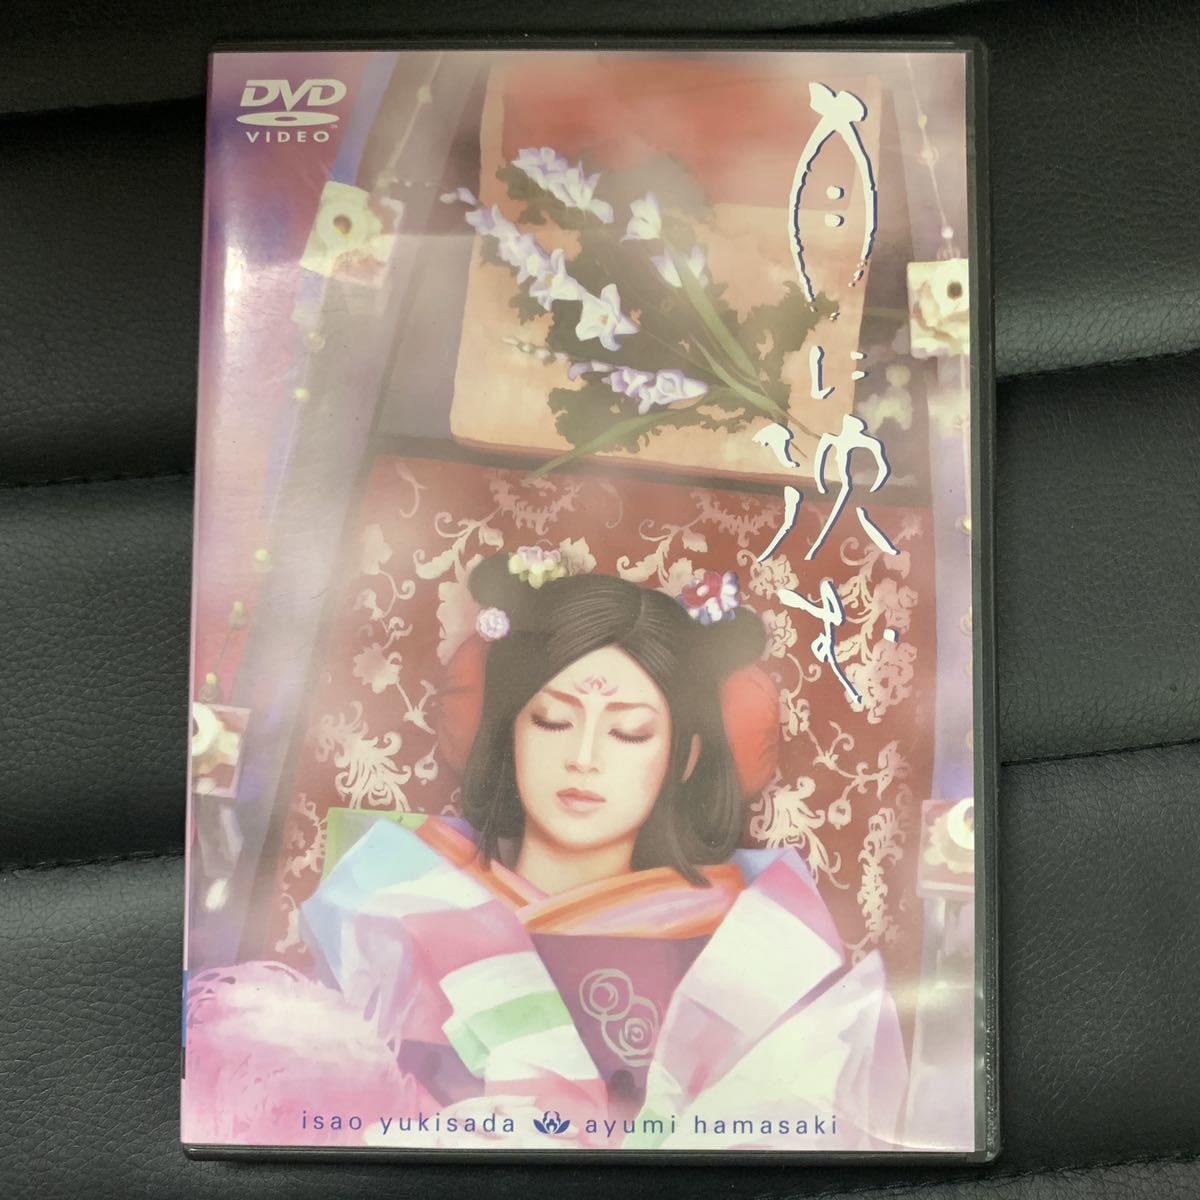 DVD
VIDEO
月に沈む
isao yukisada ayumi hamasaki